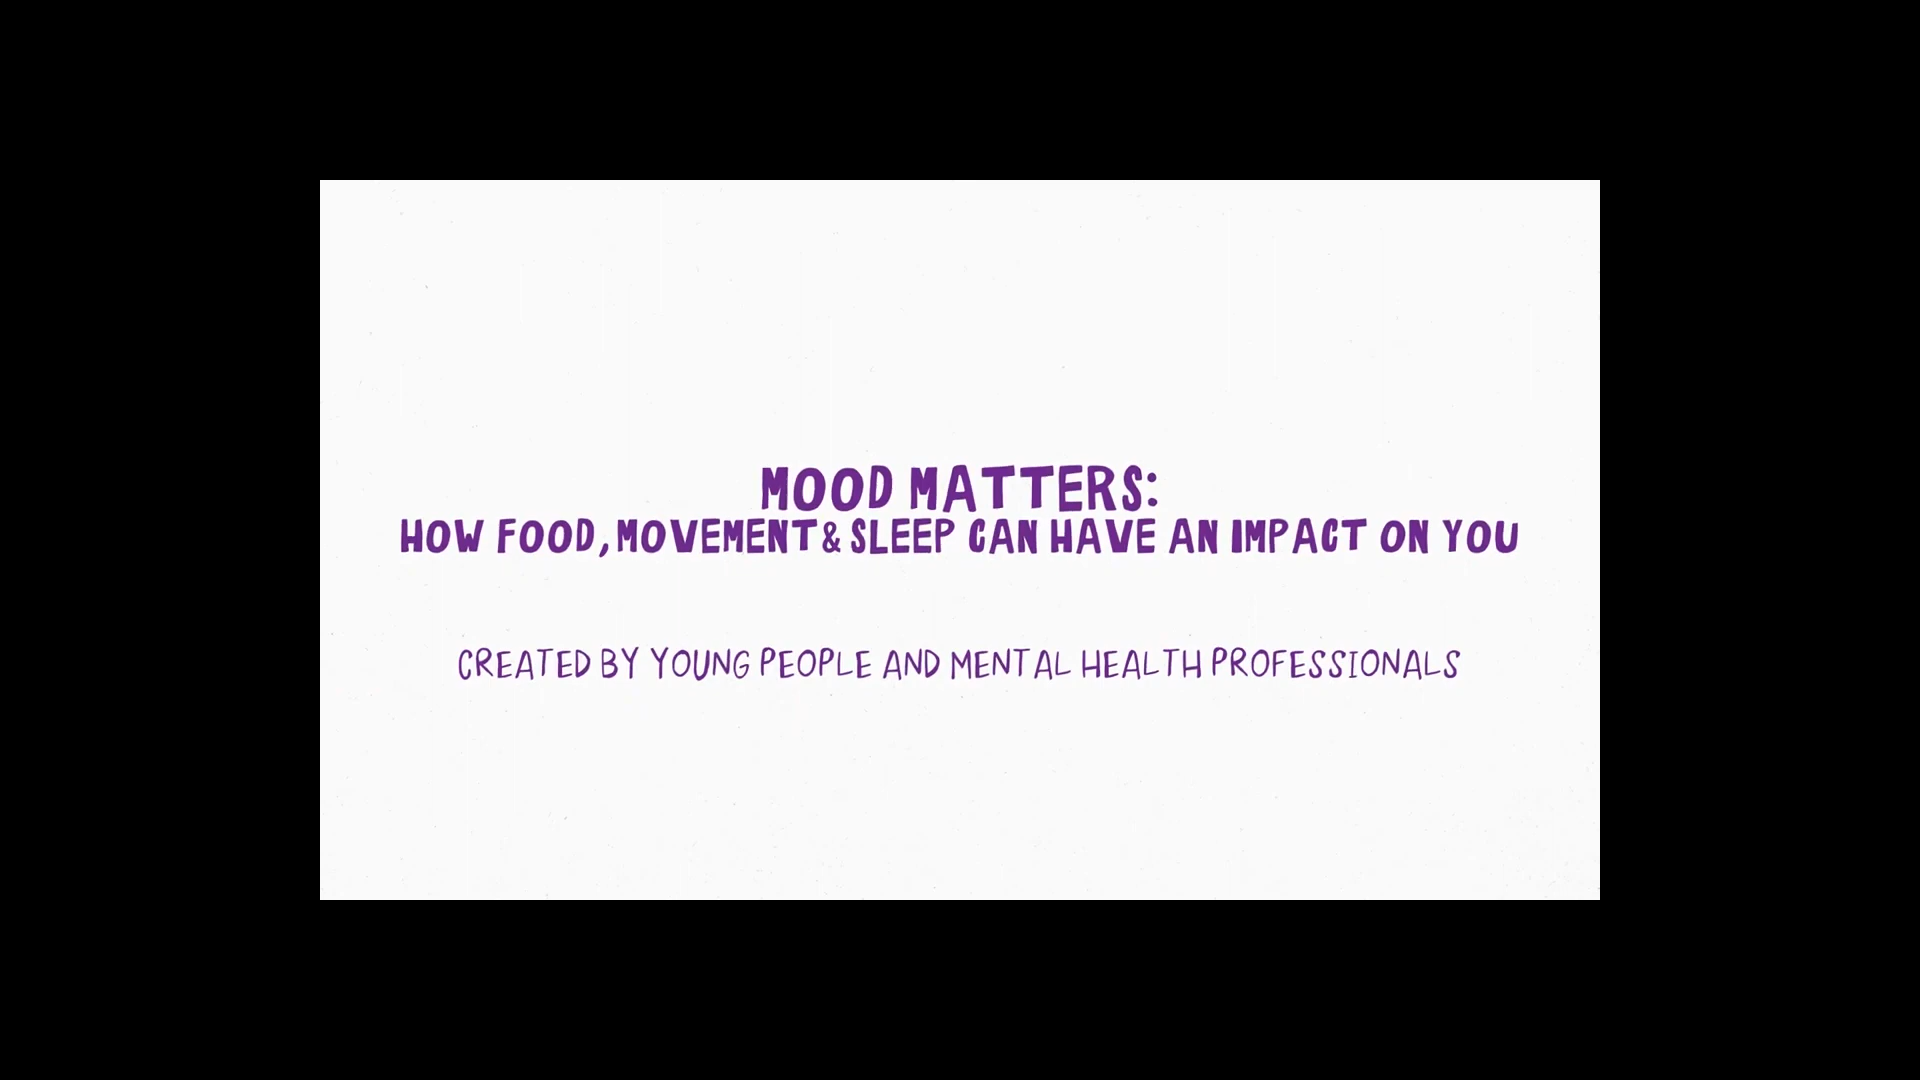 MOOD MATTERS:
HOW FOOD, MOVEMENT & SLEEP CAN HAVE AN IMPACT ON YOU
CREATED BY YOUNG PEOPLE AND MENTAL HEALTH PROFESSIONALS